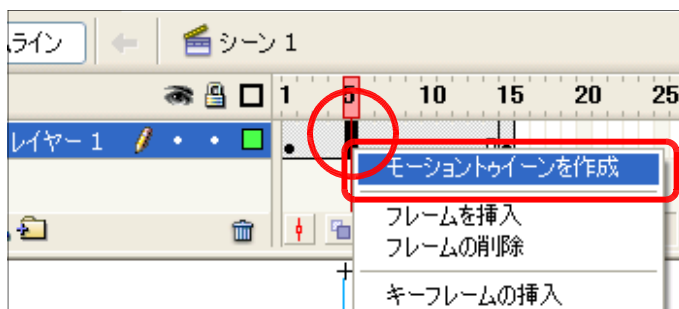 ムライン シーン 1
1 5 10 15 20 25
レイヤー 1
モーショントゥイーンを作成
フレームを挿入
フレームの削除
キーフレームの挿入